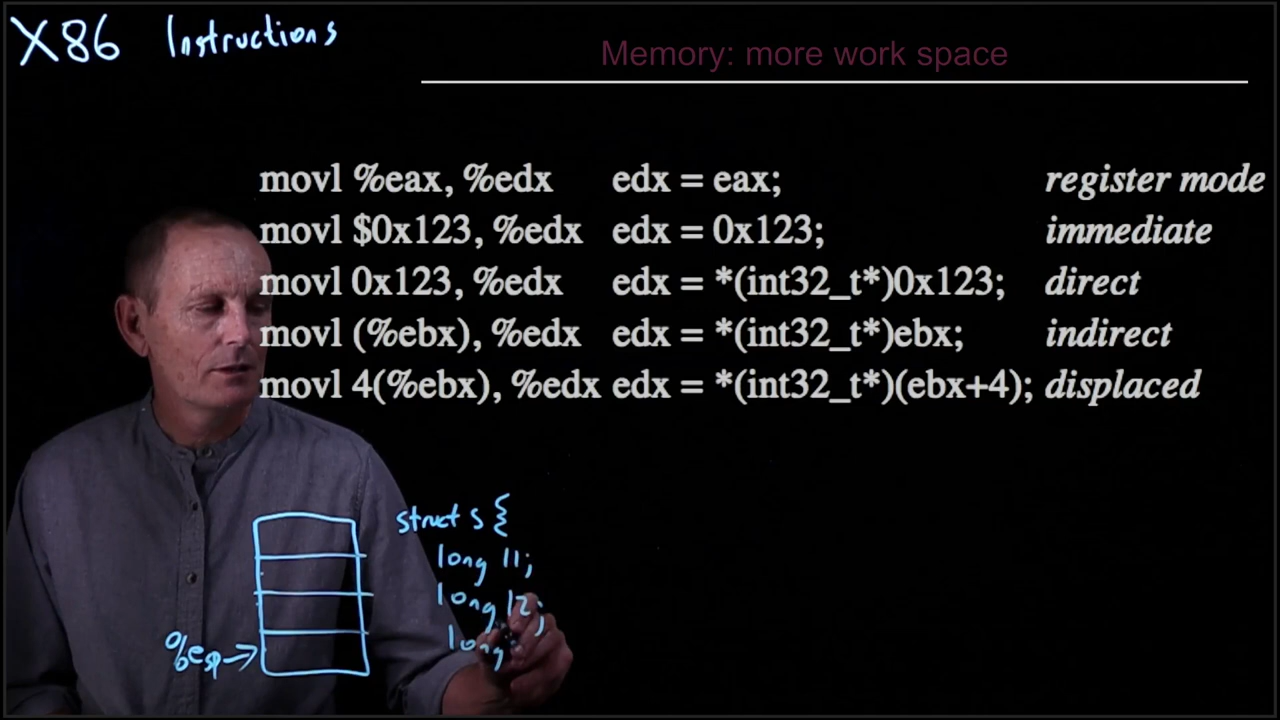 X86 Instructions
Memory: more work space
movl %eax, %edx edx = eax; register mode
movl $0x123, %edx edx = 0x123; immediate
movl 0x123, %edx edx = *(int32_t*)0x123; direct
movl (%ebx), %edx edx = *(int32_t*)ebx; indirect
movl 4(%ebx), %edx edx = *(int32_t*)(ebx+4); displaced
struct s {
long l1;
long l2;
long
%esp→